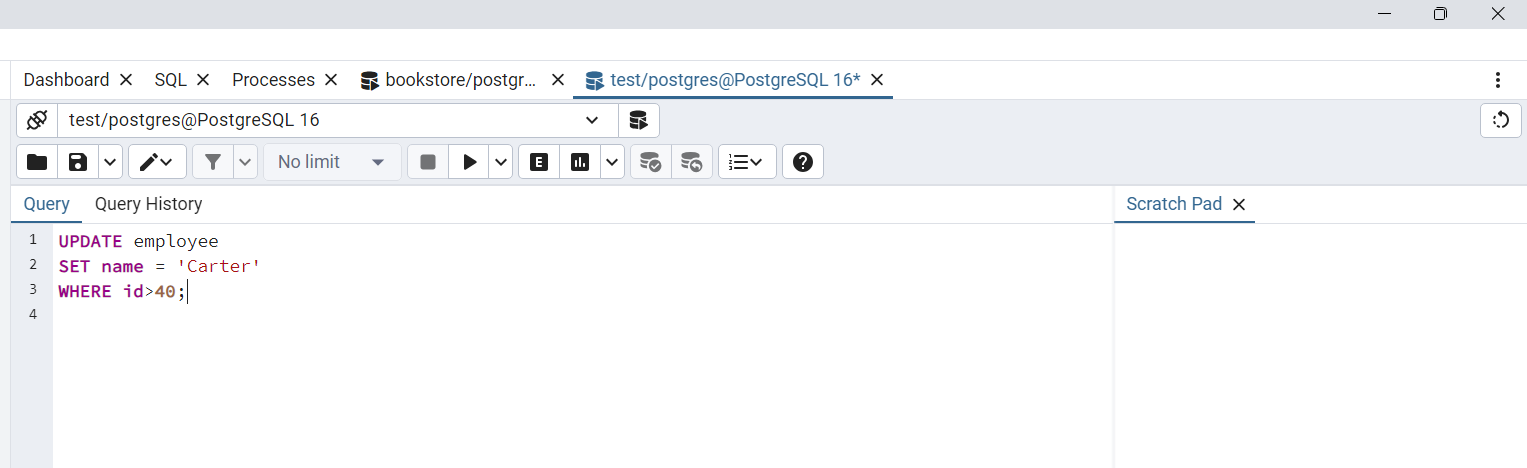 Dashboard SQL Processes bookstore/postgr... test/postgres@PostgreSQL 16*
test/postgres@PostgreSQL 16
No limit E
Query Query History Scratch Pad
1 UPDATE employee
2 SET name = 'Carter'
3 WHERE id>40;
4